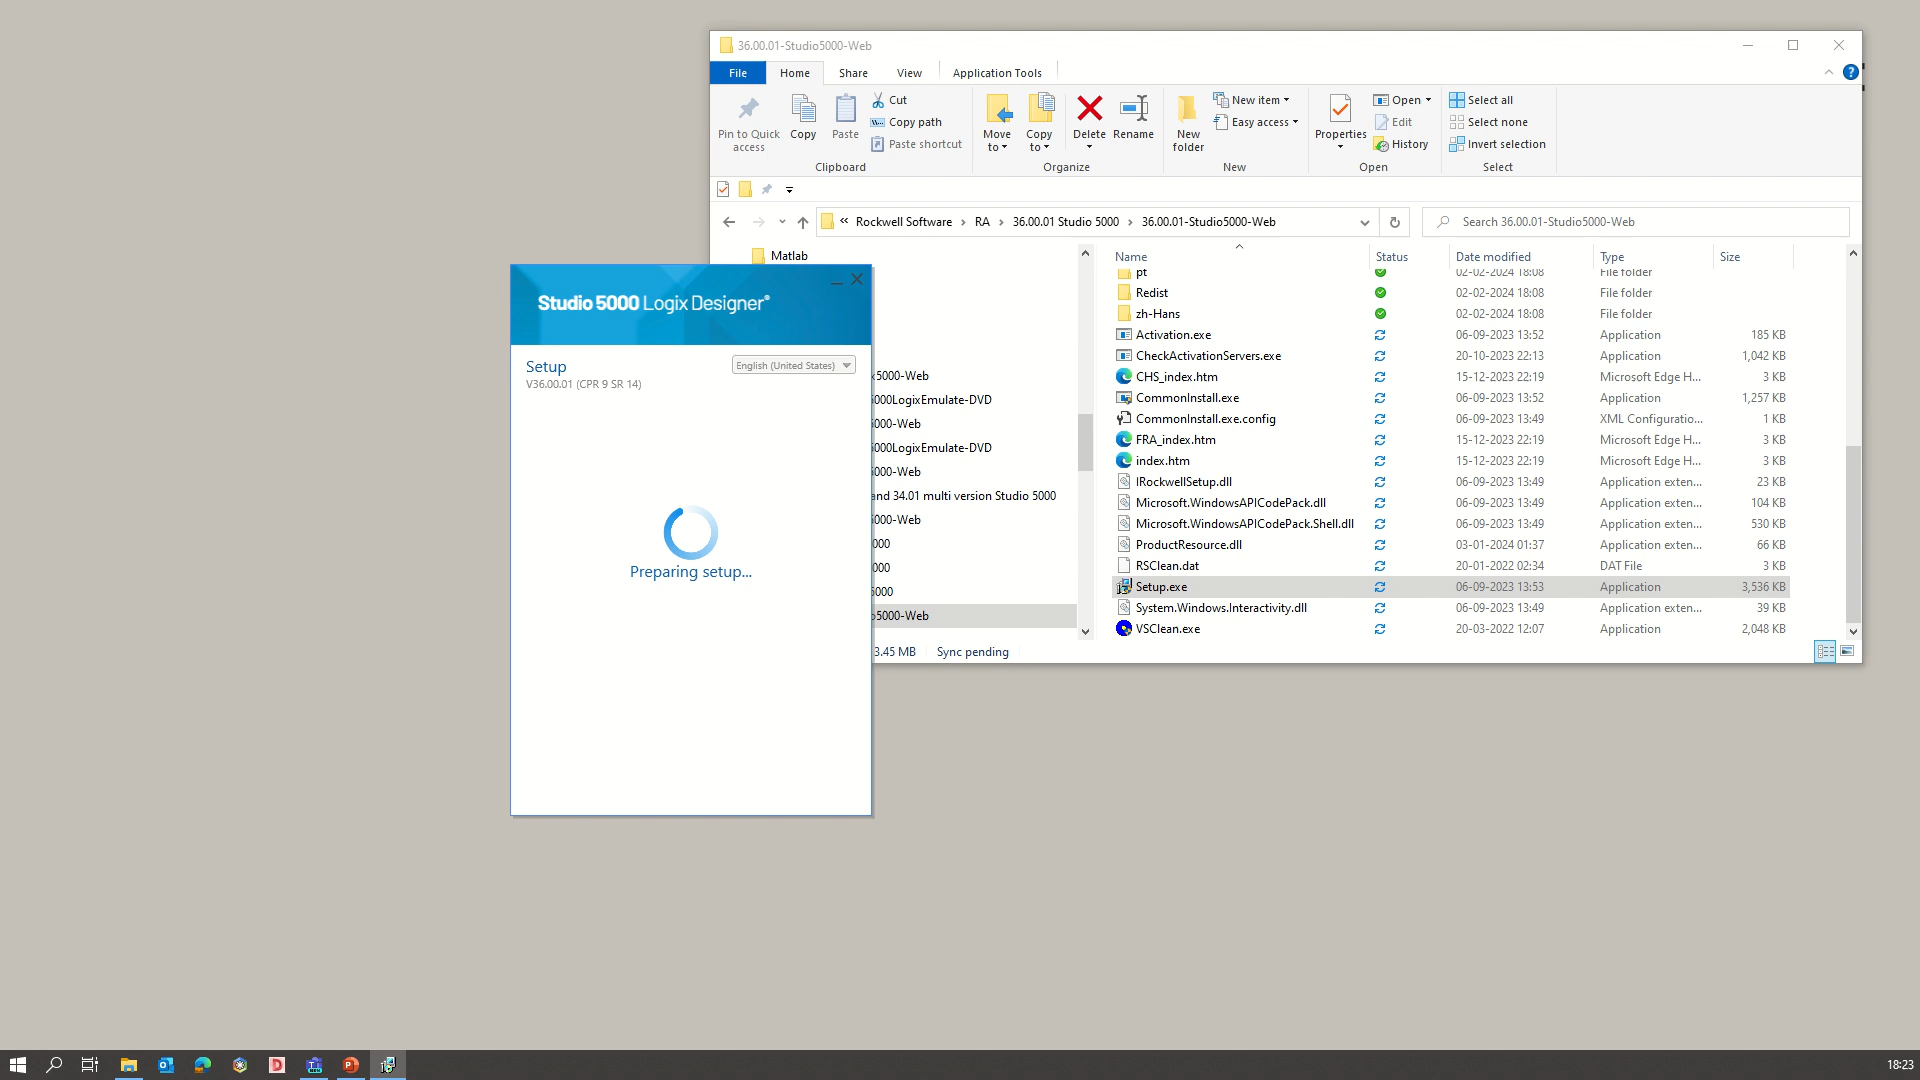 36.00.01-Studio5000-Web
File
Home
Share
View
Application Tools
Pin to Quick access
Copy
Paste
Cut
Copy path
Paste shortcut
Clipboard
Move to
Copy to
Delete
Rename
Organize
New folder
New item
Easy access
New
Properties
Open
Edit
History
Open
Select all
Select none
Invert selection
Select
« Rockwell Software > RA > 36.00.01 Studio 5000 > 36.00.01-Studio5000-Web
Search 36.00.01-Studio5000-Web
Matlab
5000-Web
000LogixEmulate-DVD
000-Web
000LogixEmulate-DVD
000-Web
and 34.01 multi version Studio 5000
000-Web
000
000
5000
5000-Web
3.45 MB Sync pending
Name Status Date modified Type Size
pt 02-02-2024 18:08 File folder
Redist 02-02-2024 18:08 File folder
zh-Hans 02-02-2024 18:08 File folder
Activation.exe 06-09-2023 13:52 Application 185 KB
CheckActivationServers.exe 20-10-2023 22:13 Application 1,042 KB
CHS_index.htm 15-12-2023 22:19 Microsoft Edge H... 3 KB
CommonInstall.exe 06-09-2023 13:52 Application 1,257 KB
CommonInstall.exe.config 06-09-2023 13:49 XML Configuratio... 1 KB
FRA_index.htm 15-12-2023 22:19 Microsoft Edge H... 3 KB
index.htm 15-12-2023 22:19 Microsoft Edge H... 3 KB
IRockwellSetup.dll 06-09-2023 13:49 Application exten... 23 KB
Microsoft.WindowsAPICodePack.dll 06-09-2023 13:49 Application exten... 104 KB
Microsoft.WindowsAPICodePack.Shell.dll 06-09-2023 13:49 Application exten... 530 KB
ProductResource.dll 03-01-2024 01:37 Application exten... 66 KB
RSClean.dat 20-01-2022 02:34 DAT File 3 KB
Setup.exe 06-09-2023 13:53 Application 3,536 KB
System.Windows.Interactivity.dll 06-09-2023 13:49 Application exten... 39 KB
VSClean.exe 20-03-2022 12:07 Application 2,048 KB
Studio 5000 Logix Designer®
Setup
English (United States)
V36.00.01 (CPR 9 SR 14)
Preparing setup...
18:23